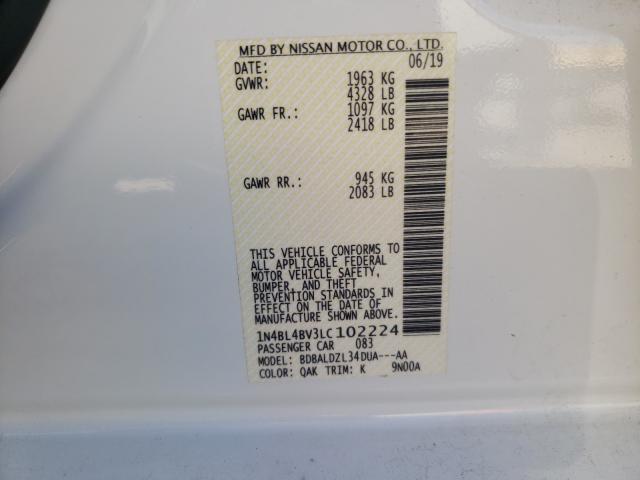 MFD BY NISSAN MOTOR CO., LTD.
DATE: 06/19
GVWR: 1963 KG
4328 LB
GAWR FR.: 1097 KG
2418 LB
GAWR RR.: 945 KG
2083 LB
THIS VEHICLE CONFORMS TO
ALL APPLICABLE FEDERAL
MOTOR VEHICLE SAFETY,
BUMPER, AND THEFT
PREVENTION STANDARDS IN
EFFECT ON THE DATE OF
MANUFACTURE SHOWN ABOVE.
1N4BL4BV3LC102224
PASSENGER CAR 083
MODEL: BDBALDZL34DUA---AA
COLOR: QAK TRIM: K 9N00A